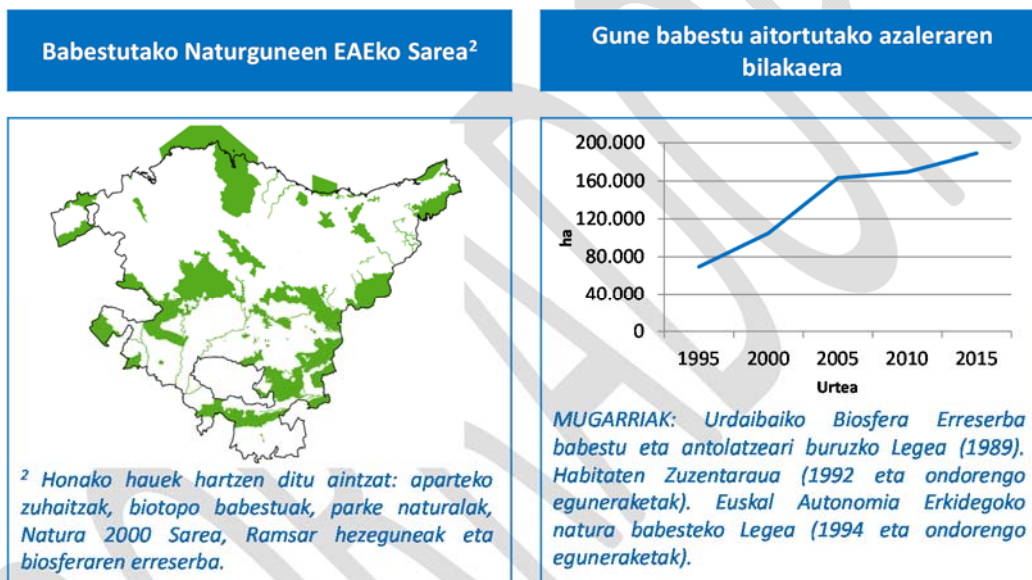 Babestutako Naturguneen EAEko Sarea²
Gune babestu aitortutako azaleraren
bilakaera
² Honako hauek hartzen ditu aintzat: aparteko
zuhaitzak, biotopo babestuak, parke naturalak,
Natura 2000 Sarea, Ramsar hezeguneak eta
biosferaren erreserba.
200.000
160.000
120.000
80.000
40.000
0
ha
1995 2000 2005 2010 2015
Urtea
MUGARRIAK: Urdaibaiko Biosfera Erreserba
babestu eta antolatzeari buruzko Legea (1989).
Habitaten Zuzentaraua (1992 eta ondorengo
eguneraketak). Euskal Autonomia Erkidegoko
natura babesteko Legea (1994 eta ondorengo
eguneraketak).